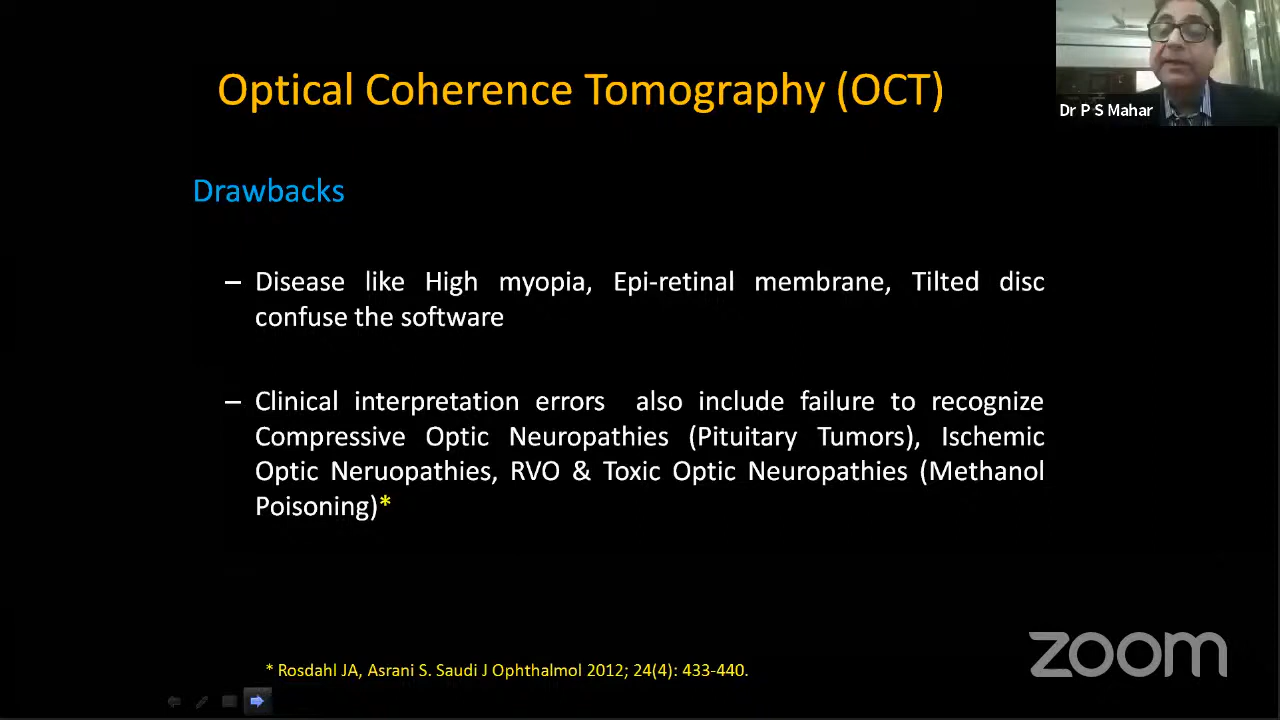 Optical Coherence Tomography (OCT)
Dr P S Mahar
Drawbacks
– Disease like High myopia, Epi-retinal membrane, Tilted disc
confuse the software
– Clinical interpretation errors also include failure to recognize
Compressive Optic Neuropathies (Pituitary Tumors), Ischemic
Optic Neruopathies, RVO & Toxic Optic Neuropathies (Methanol
Poisoning)*
* Rosdahl JA, Asrani S. Saudi J Ophthalmol 2012; 24(4): 433-440.
zoom